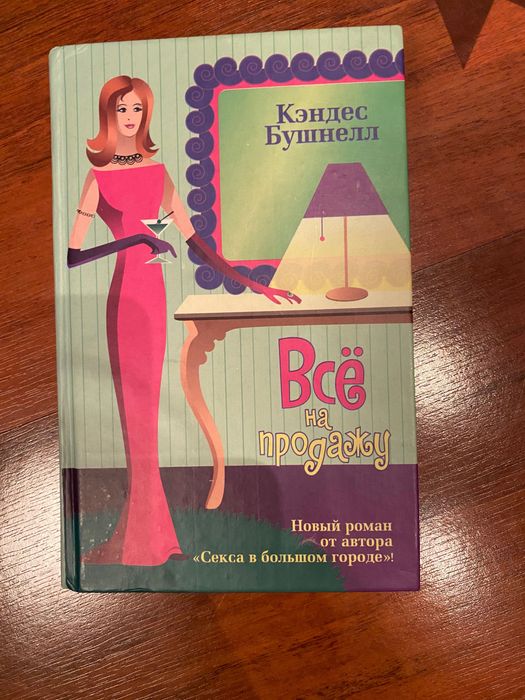 Кэндес
Бушнелл
Всё
на
продажу
Новый роман
от автора
«Секса в большом городе»!